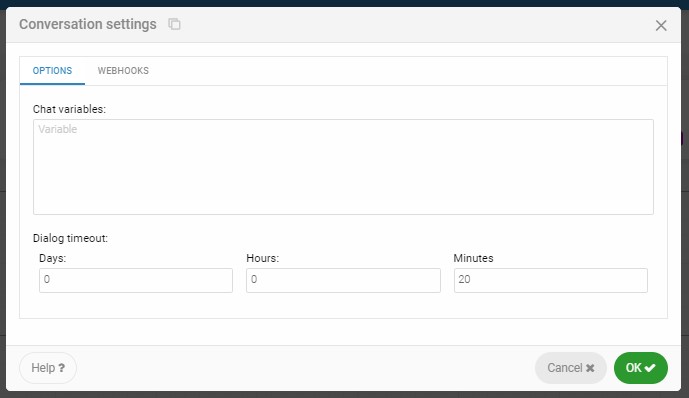 Conversation settings
OPTIONS WEBHOOKS
Chat variables:
Variable
Dialog timeout:
Days: Hours: Minutes
0 0 20
Help ? Cancel OK